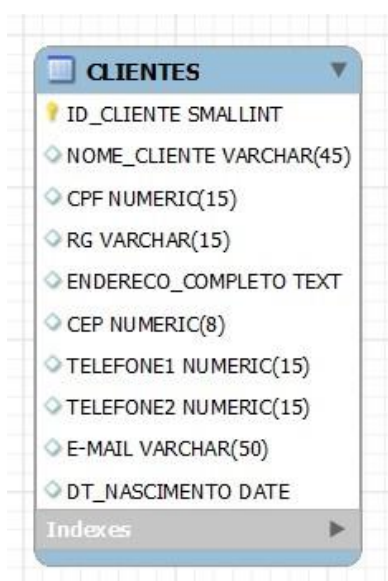 CLIENTES
ID_CLIENTE SMALLINT
NOME_CLIENTE VARCHAR(45)
CPF NUMERIC(15)
RG VARCHAR(15)
ENDERECO_COMPLETO TEXT
CEP NUMERIC(8)
TELEFONE1 NUMERIC(15)
TELEFONE2 NUMERIC(15)
E-MAIL VARCHAR(50)
DT_NASCIMENTO DATE
Indexes